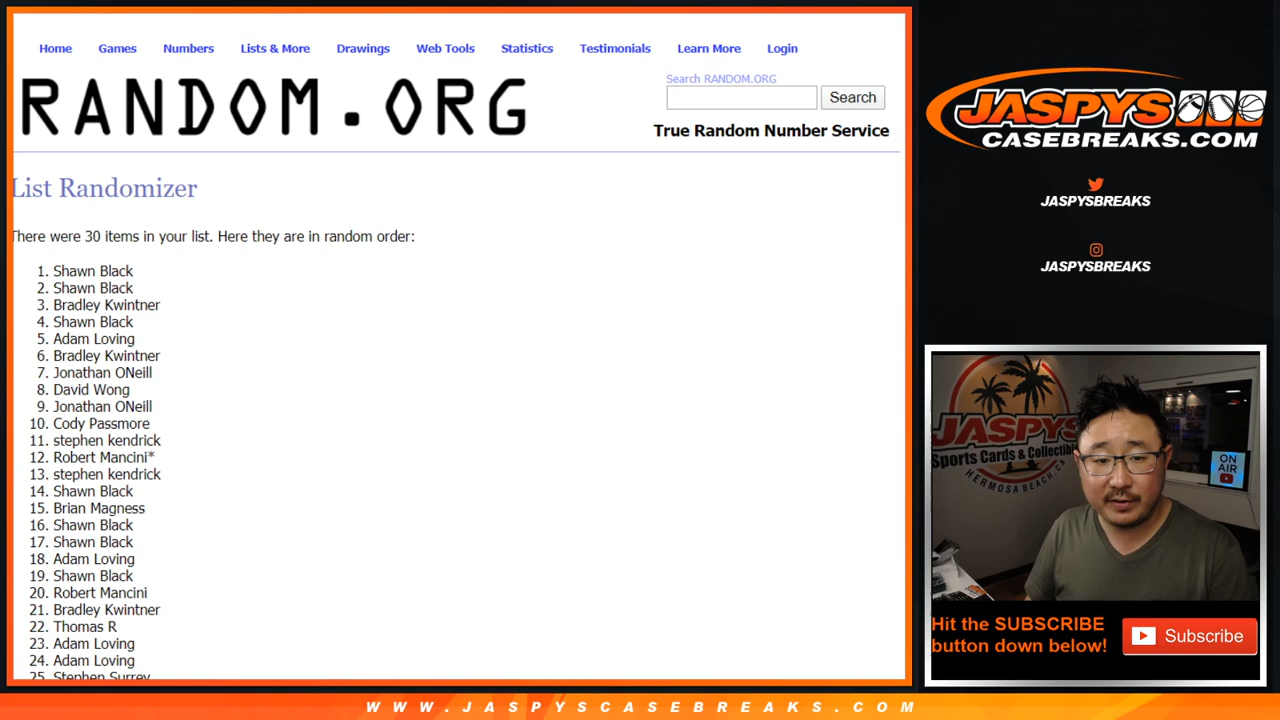 Home Games Numbers Lists & More Drawings Web Tools Statistics Testimonials Learn More Login
RANDOM.ORG
Search RANDOM.ORG
Search
True Random Number Service
List Randomizer
There were 30 items in your list. Here they are in random order:
1. Shawn Black
2. Shawn Black
3. Bradley Kwintner
4. Shawn Black
5. Adam Loving
6. Bradley Kwintner
7. Jonathan ONeill
8. David Wong
9. Jonathan ONeill
10. Cody Passmore
11. stephen kendrick
12. Robert Mancini*
13. stephen kendrick
14. Shawn Black
15. Brian Magness
16. Shawn Black
17. Shawn Black
18. Adam Loving
19. Shawn Black
20. Robert Mancini
21. Bradley Kwintner
22. Thomas R
23. Adam Loving
24. Adam Loving
25. Stephen Surrey
JASPYS
CASEBREAKS.COM
JASPYSBREAKS
JASPYSBREAKS
JASPYS
Sports Cards & Collectibl
HERMOSA BEACH, CA
ON
AIR
Hit the SUBSCRIBE
button down below!
Subscribe
WWW.JASPYSCASEBREAKS.COM